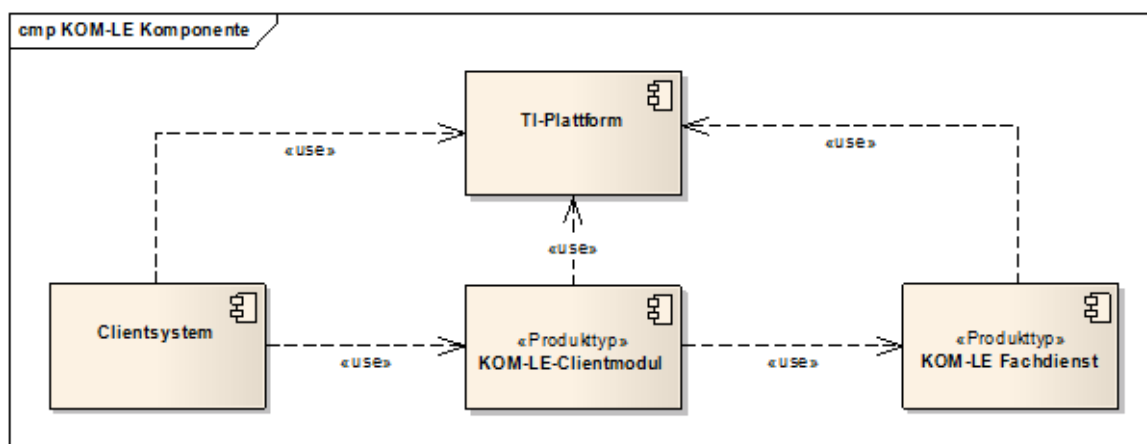 cmp KOM-LE Komponente
TI-Plattform
«use»
«use»
«use»
Clientsystem
«use»
«Produkttyp»
KOM-LE-Clientmodul
«use»
«Produkttyp»
KOM-LE Fachdienst